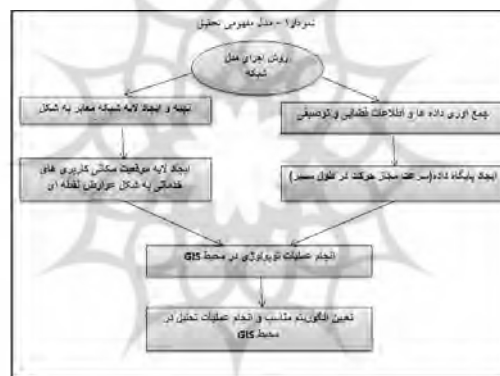 نمودار۱ - مدل مفهومی تحقیق
روش اجرای مدل
شبکه
جمع آوری داده ها و اطلاعات فضایی و توصیفی
تهیه و ایجاد لایه شبکه معابر به شکل
ایجاد پایگاه داده(سرعت مجاز حرکت در طول مسیر)
ایجاد لایه موقعیت مکانی کاربری های
خدماتی به شکل عوارض نقطه ای
انجام عملیات توپولوژی در محیط GIS
تعیین الگوریتم مناسب و انجام عملیات تحلیل در
محیط GIS